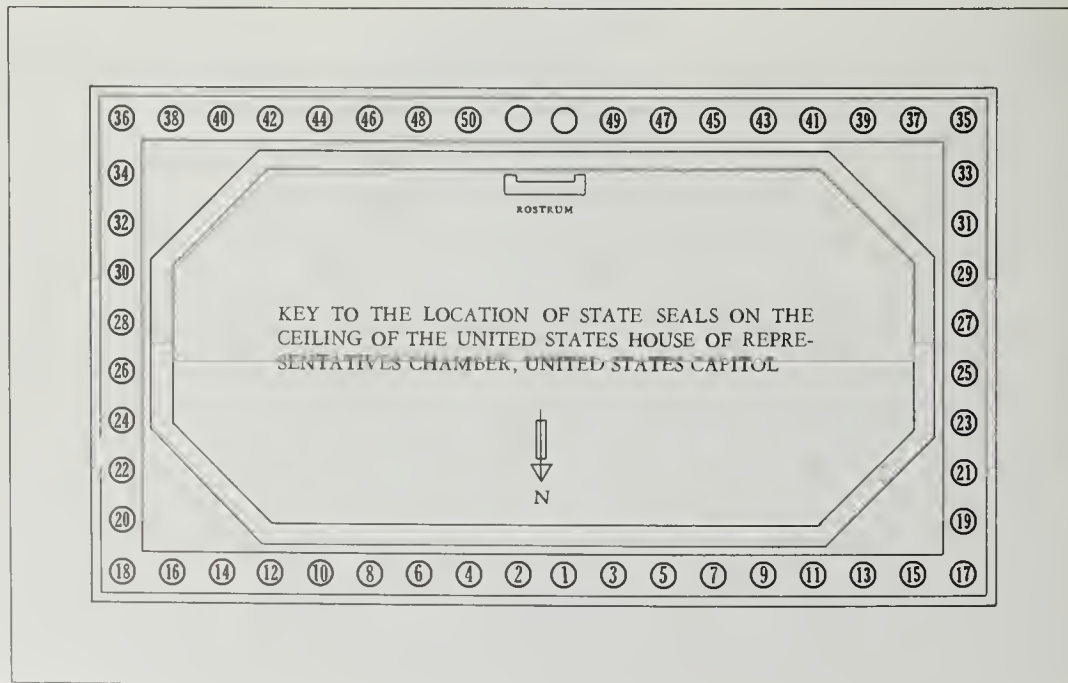 36 38 40 42 44 46 48 50 49 47 45 43 41 39 37 35
34 33
ROSTRUM
32 31
30 29
KEY TO THE LOCATION OF STATE SEALS ON THE
28 27
CEILING OF THE UNITED STATES HOUSE OF REPRE-
SENTATIVES CHAMBER, UNITED STATES CAPITOL
26 25
24 23
22 21
N
20 19
18 16 14 12 10 8 6 4 2 1 3 5 7 9 11 13 15 17